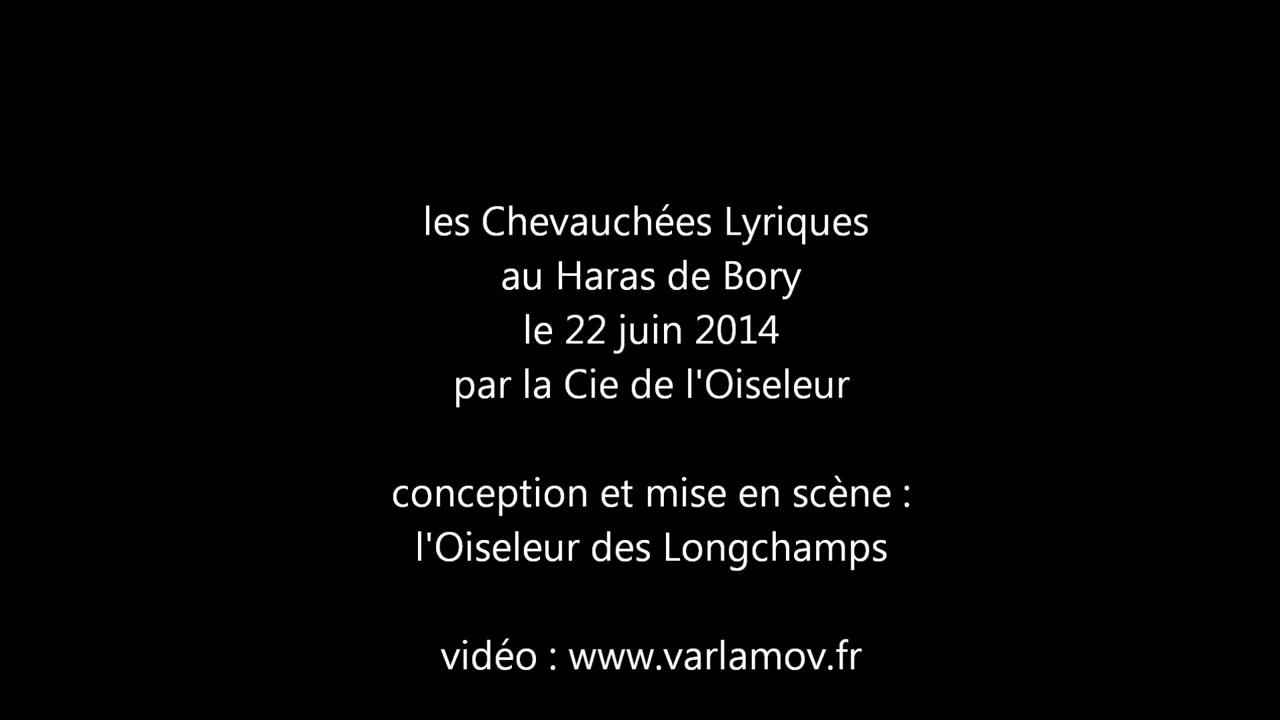 les Chevauchées Lyriques
au Haras de Bory
le 22 juin 2014
par la Cie de l'Oiseleur
conception et mise en scène :
l'Oiseleur des Longchamps
vidéo : www.varlamov.fr